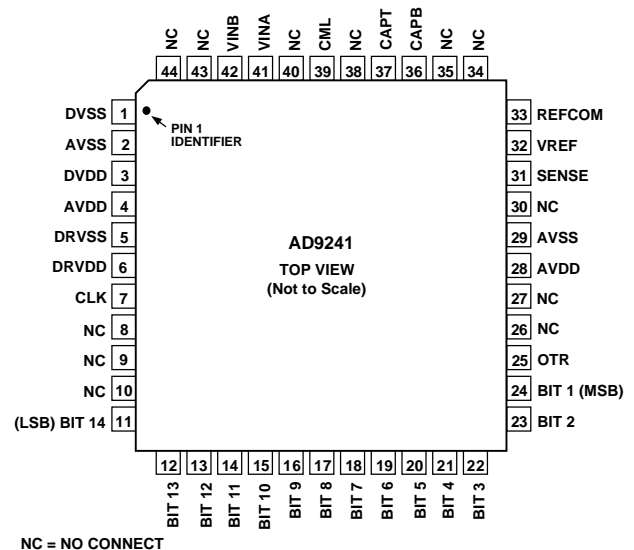 NC NC VINB VINA NC CML NC CAPT CAPB NC NC
44 43 42 41 40 39 38 37 36 35 34
DVSS 1
AVSS 2
DVDD 3
AVDD 4
DRVSS 5
DRVDD 6
CLK 7
NC 8
NC 9
NC 10
(LSB) BIT 14 11
PIN 1
IDENTIFIER
AD9241
TOP VIEW
(Not to Scale)
33 REFCOM
32 VREF
31 SENSE
30 NC
29 AVSS
28 AVDD
27 NC
26 NC
25 OTR
24 BIT 1 (MSB)
23 BIT 2
12 13 14 15 16 17 18 19 20 21 22
BIT 13 BIT 12 BIT 11 BIT 10 BIT 9 BIT 8 BIT 7 BIT 6 BIT 5 BIT 4 BIT 3
NC = NO CONNECT